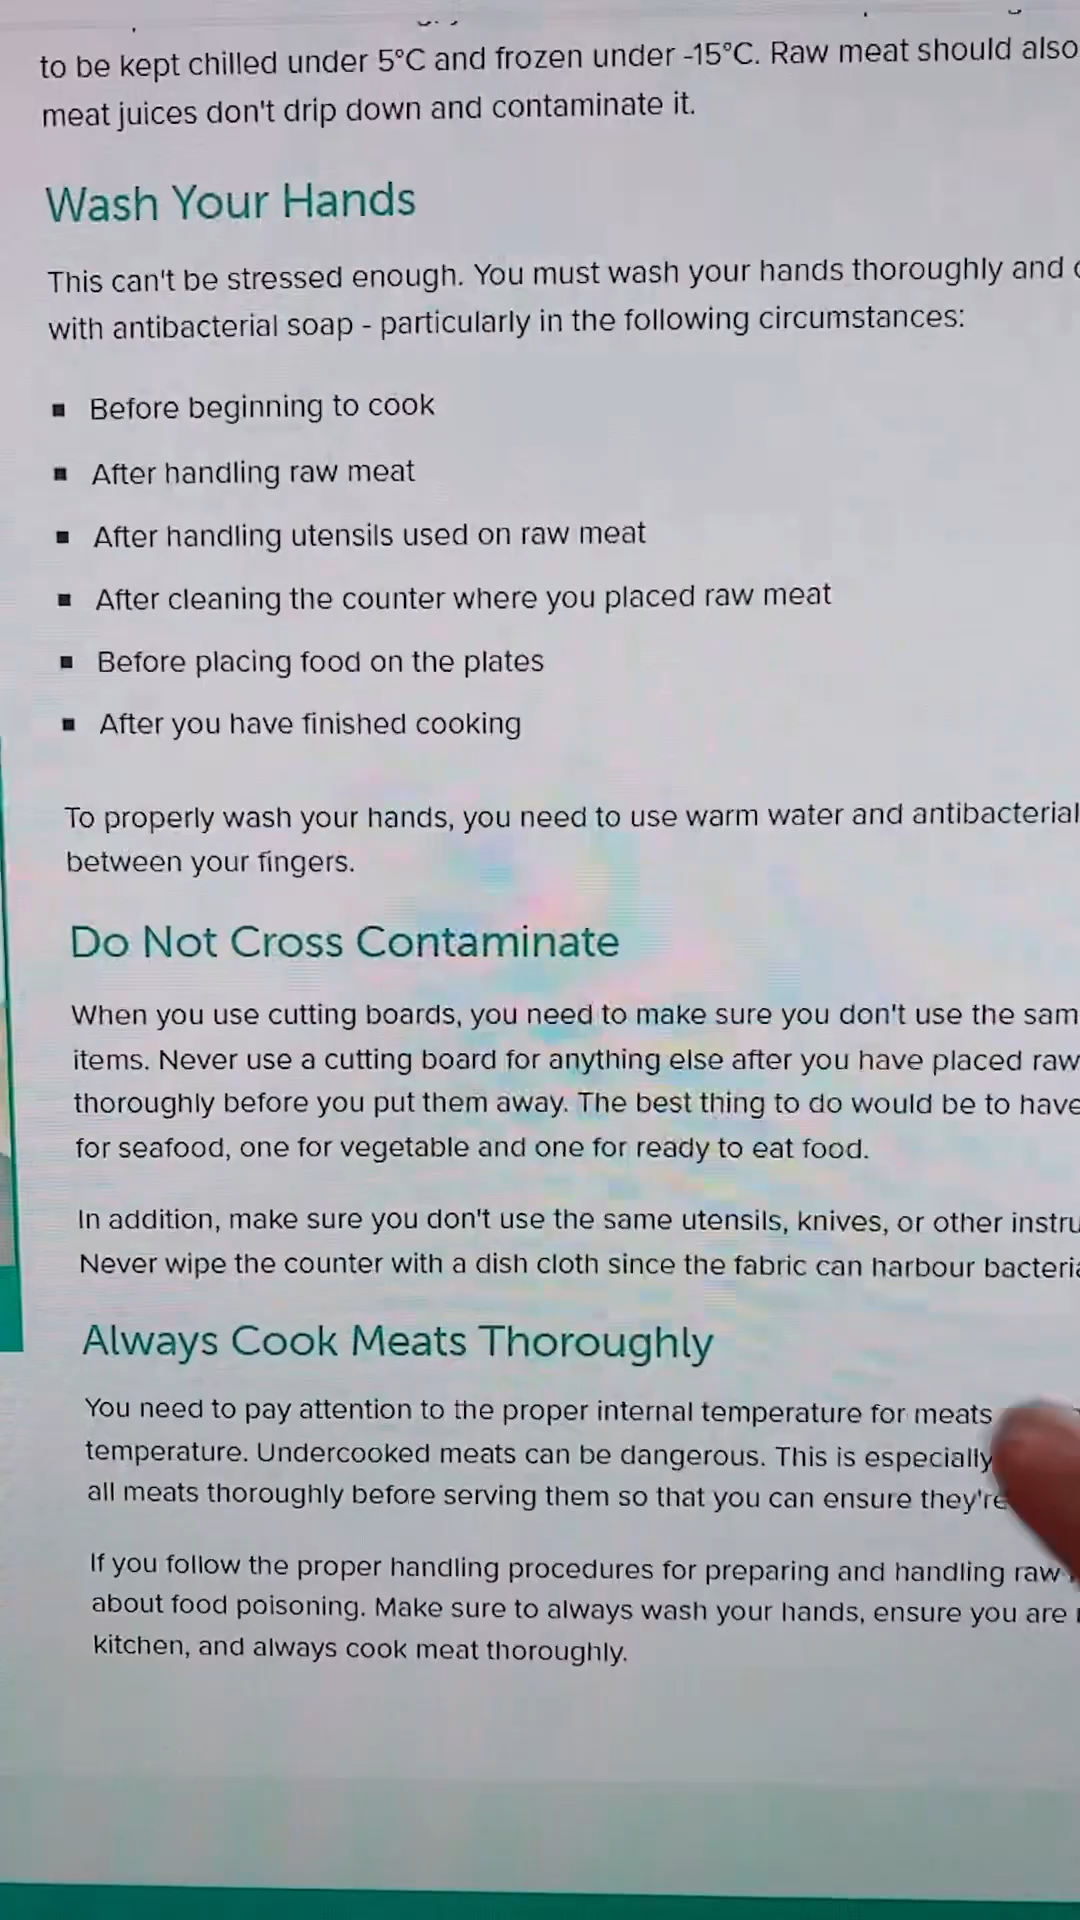 to be kept chilled under 5°C and frozen under -15°C. Raw meat should also
meat juices don't drip down and contaminate it.
Wash Your Hands
This can't be stressed enough. You must wash your hands thoroughly and
with antibacterial soap - particularly in the following circumstances:
▪ Before beginning to cook
▪ After handling raw meat
▪ After handling utensils used on raw meat
▪ After cleaning the counter where you placed raw meat
▪ Before placing food on the plates
▪ After you have finished cooking
To properly wash your hands, you need to use warm water and antibacterial
between your fingers.
Do Not Cross Contaminate
When you use cutting boards, you need to make sure you don't use the sam
items. Never use a cutting board for anything else after you have placed raw
thoroughly before you put them away. The best thing to do would be to have
for seafood, one for vegetable and one for ready to eat food.
In addition, make sure you don't use the same utensils, knives, or other instru
Never wipe the counter with a dish cloth since the fabric can harbour bacteria
Always Cook Meats Thoroughly
You need to pay attention to the proper internal temperature for meats
temperature. Undercooked meats can be dangerous. This is especially
all meats thoroughly before serving them so that you can ensure they're
If you follow the proper handling procedures for preparing and handling raw
about food poisoning. Make sure to always wash your hands, ensure you are
kitchen, and always cook meat thoroughly.